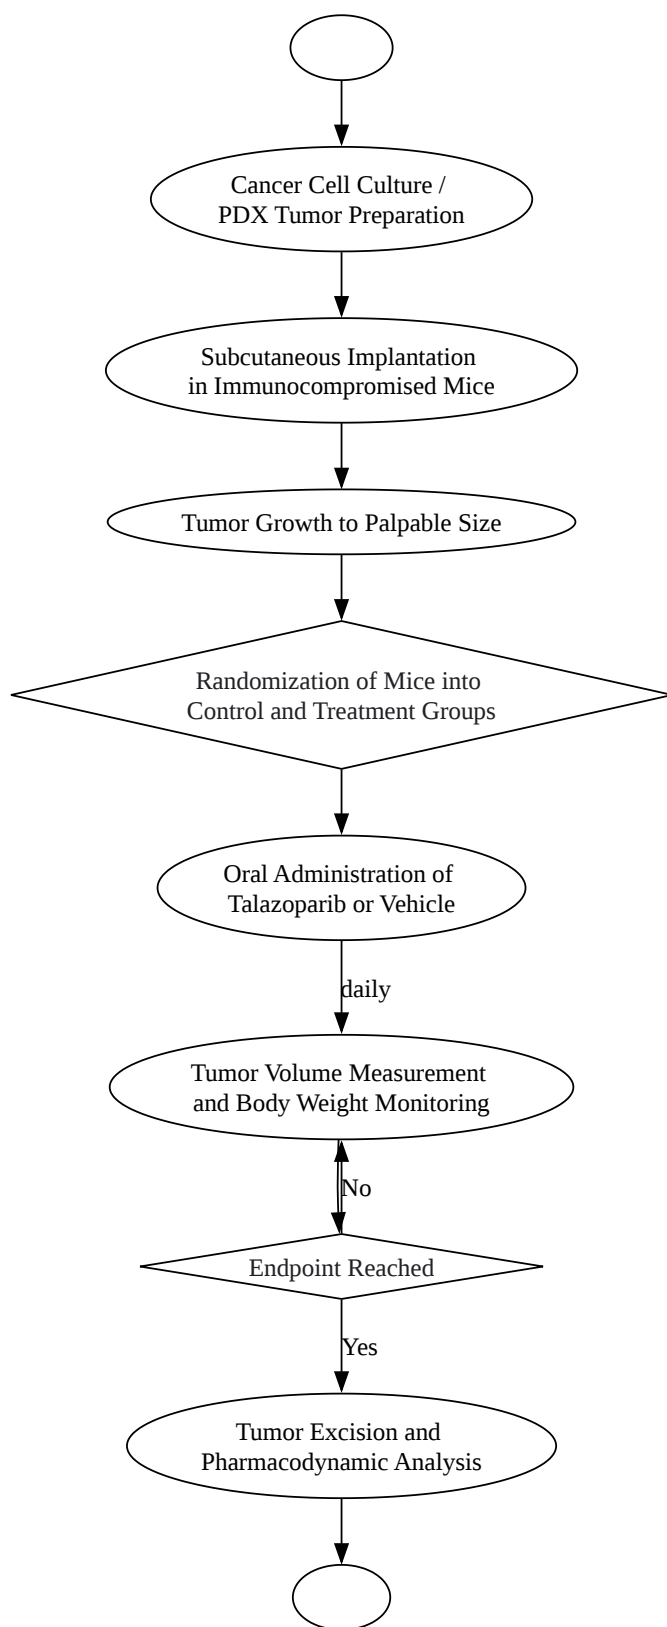 Cancer Cell Culture /
PDX Tumor Preparation
Subcutaneous Implantation
in Immunocompromised Mice
Tumor Growth to Palpable Size
Randomization of Mice into
Control and Treatment Groups
Oral Administration of
Talazoparib or Vehicle
daily
Tumor Volume Measurement
and Body Weight Monitoring
No
Endpoint Reached
Yes
Tumor Excision and
Pharmacodynamic Analysis